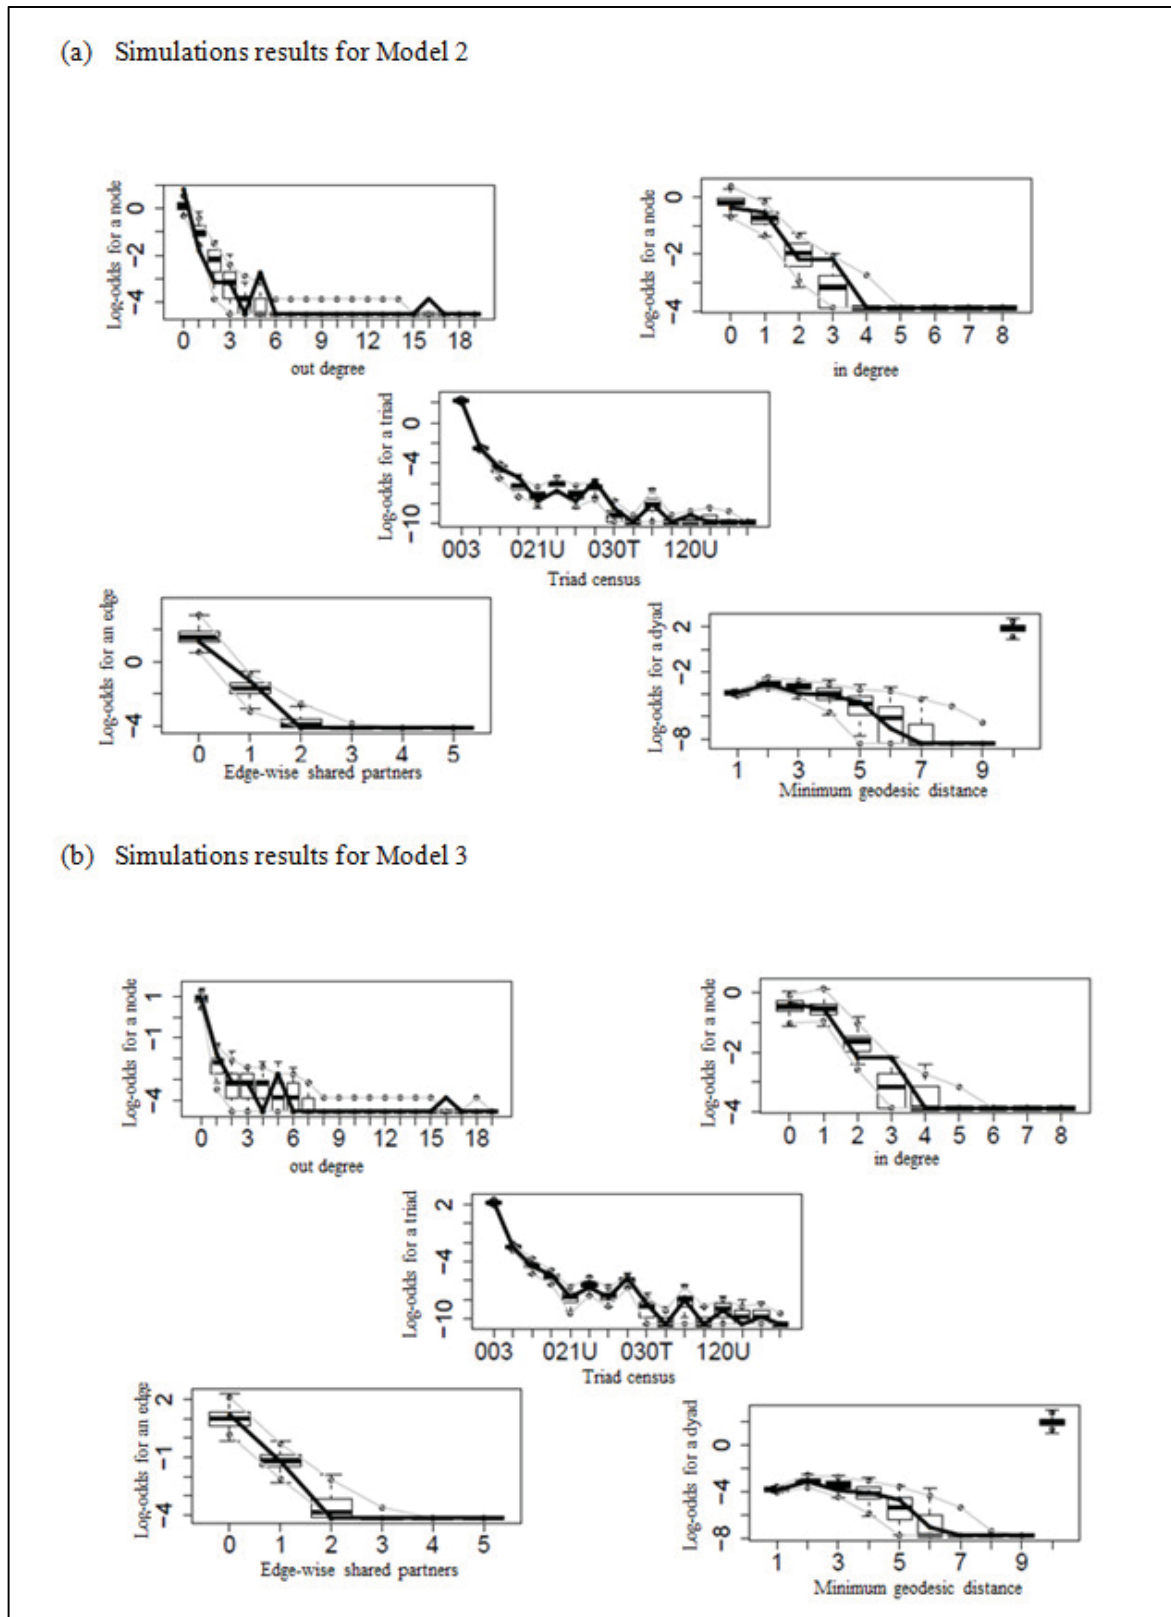 (a) Simulations results for Model 2
Log-odds for a node
0
−2
−4
0 3 6 9 12 15 18
out degree
Log-odds for a node
0
−2
−4
0 1 2 3 4 5 6 7 8
in degree
Log-odds for a triad
0
−4
−10
003 021U 030T 120U
Triad census
Log-odds for an edge
0
−4
0 1 2 3 4 5
Edge-wise shared partners
Log-odds for a dyad
2
−2
−8
1 3 5 7 9
Minimum geodesic distance
(b) Simulations results for Model 3
Log-odds for a node
1
−1
−4
0 3 6 9 12 15 18
out degree
Log-odds for a node
0
−2
−4
0 1 2 3 4 5 6 7 8
in degree
Log-odds for a triad
2
−4
−10
003 021U 030T 120U
Triad census
Log-odds for an edge
2
−1
−4
0 1 2 3 4 5
Edge-wise shared partners
Log-odds for a dyad
0
−4
−8
1 3 5 7 9
Minimum geodesic distance